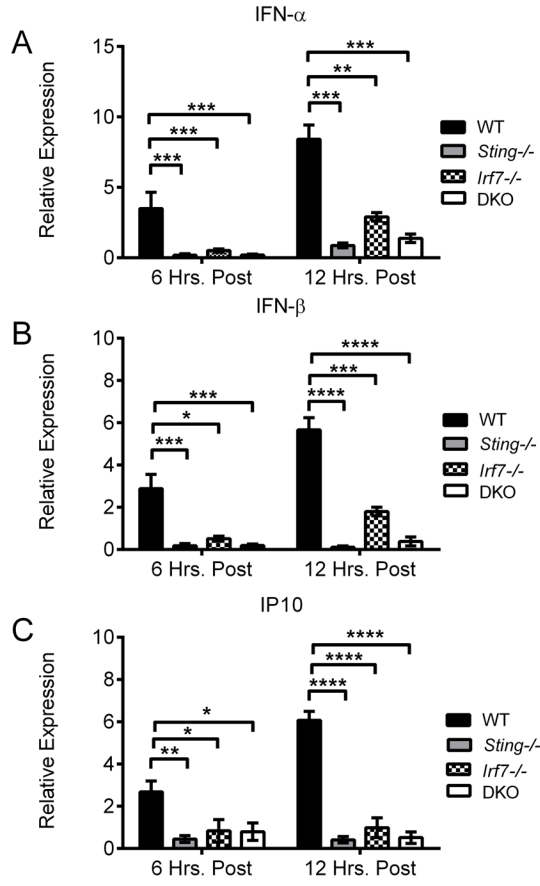 IFN-α
A
Relative Expression
15
10
5
0
***
***
***
***
**
***
6 Hrs. Post
12 Hrs. Post
WT
Sting-/-
Irf7-/-
DKO
IFN-β
B
Relative Expression
10
8
6
4
2
0
***
*
***
****
***
****
6 Hrs. Post
12 Hrs. Post
WT
Sting-/-
Irf7-/-
DKO
IP10
C
Relative Expression
10
8
6
4
2
0
*
*
**
****
****
****
6 Hrs. Post
12 Hrs. Post
WT
Sting-/-
Irf7-/-
DKO